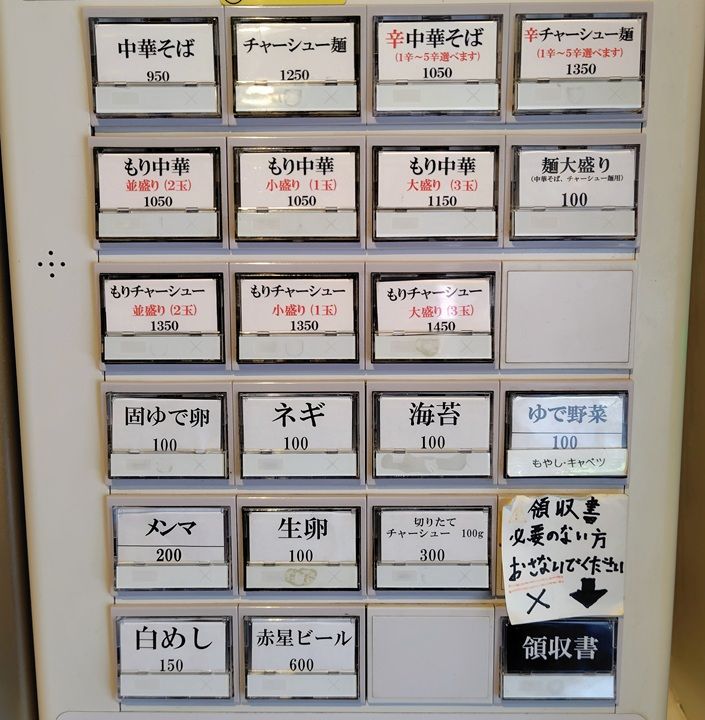 中華そば
950
チャーシュー麺
1250
辛中華そば
(1辛～5辛選べます)
1050
辛チャーシュー麺
(1辛～5辛選べます)
1350
もり中華
並盛り (2玉)
1050
もり中華
小盛り (1玉)
1050
もり中華
大盛り (3玉)
1150
麺大盛り
(中華そば、チャーシュー麺用)
100
もりチャーシュー
並盛り (2玉)
1350
もりチャーシュー
小盛り (1玉)
1350
もりチャーシュー
大盛り (3玉)
1450
固ゆで卵
100
ネギ
100
海苔
100
ゆで野菜
100
もやし・キャベツ
メンマ
200
生卵
100
切りたて
チャーシュー 100g
300
領収書
必要のない方
おさないでください
×
白めし
150
赤星ビール
600
領収書